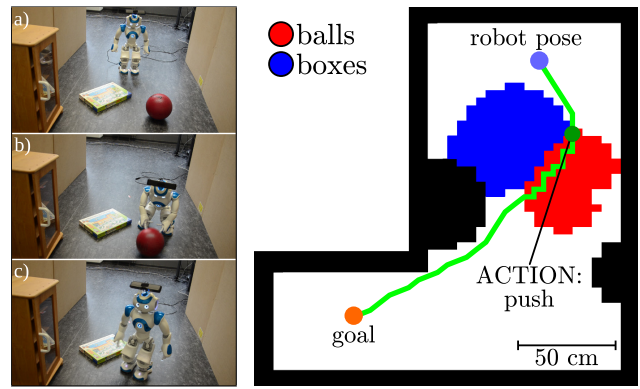 a)
b)
c)
balls
boxes
robot pose
ACTION:
push
goal
50 cm